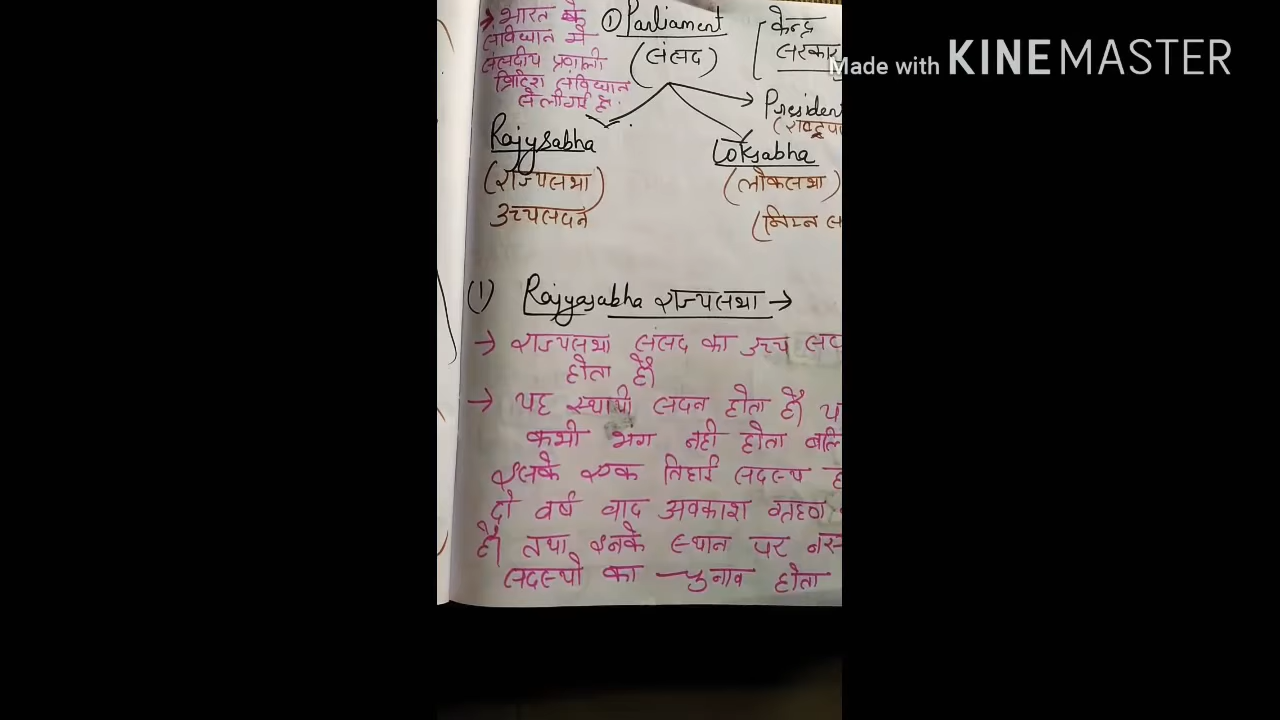 → भारत के
संविधान में
संसदीय प्रणाली
ब्रिटिश संविधान
से ली गई है.
① Parliament
(संसद)
केन्द्र
सरकार
Made with KINEMASTER
President
Rajysabha
(राज्यसभा)
उच्चसदन
Loksabha
(लोकसभा)
(निम्न
(1) Rajyasabha राज्यसभा →
→ राज्यसभा संसद का उच्च
होता है।
→ यह स्थायी सदन होता है।
कभी भंग नही होता
इसके एक तिहाई सदस्य
दो वर्ष बाद अवकाश ग्रहण
है। तथा इनके स्थान पर
सदस्यो का चुनाव होता